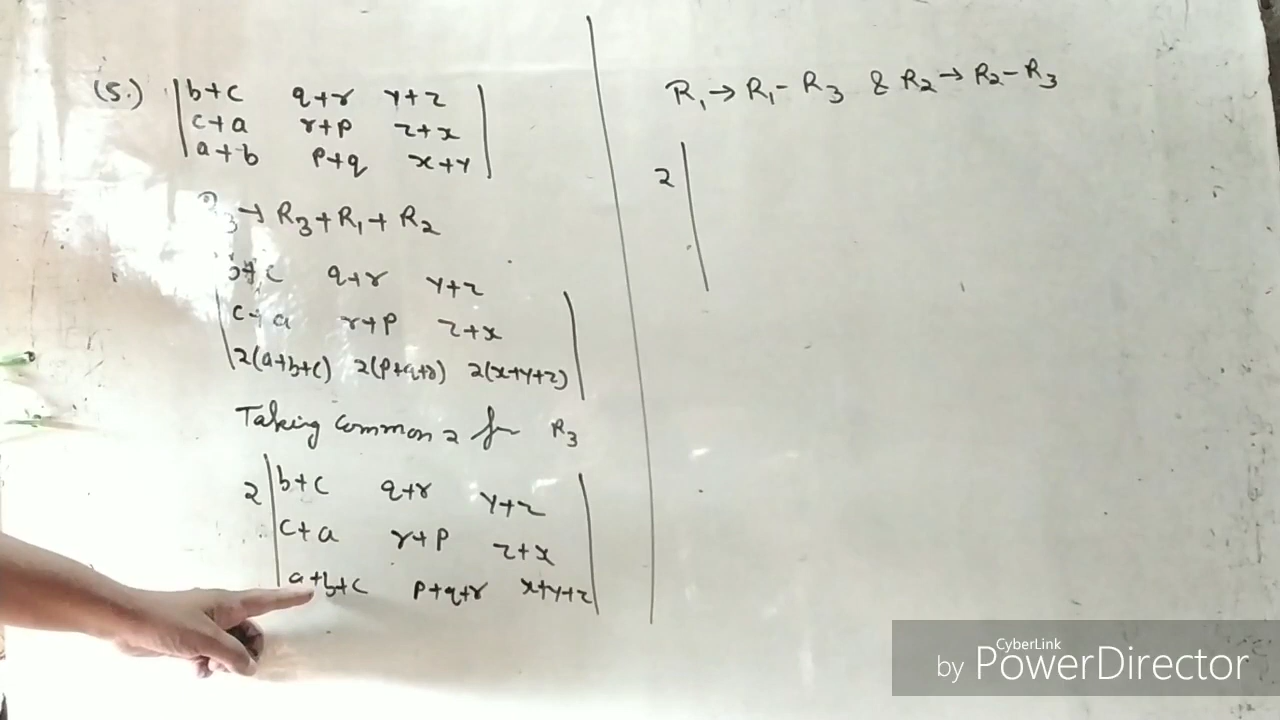 (5.) | b+c q+r y+z |
| c+a r+p z+x |
| a+b p+q x+y |
R3 → R3 + R1 + R2
b+c q+r y+z
| c+a r+p z+x |
| 2(a+b+c) 2(p+q+r) 2(x+y+z) |
Taking common 2 for R3
2 | b+c q+r y+z |
| c+a r+p z+x |
| a+b+c p+q+r x+y+z |
R1 → R1 - R3 & R2 → R2 - R3
2 |
by CyberLink PowerDirector